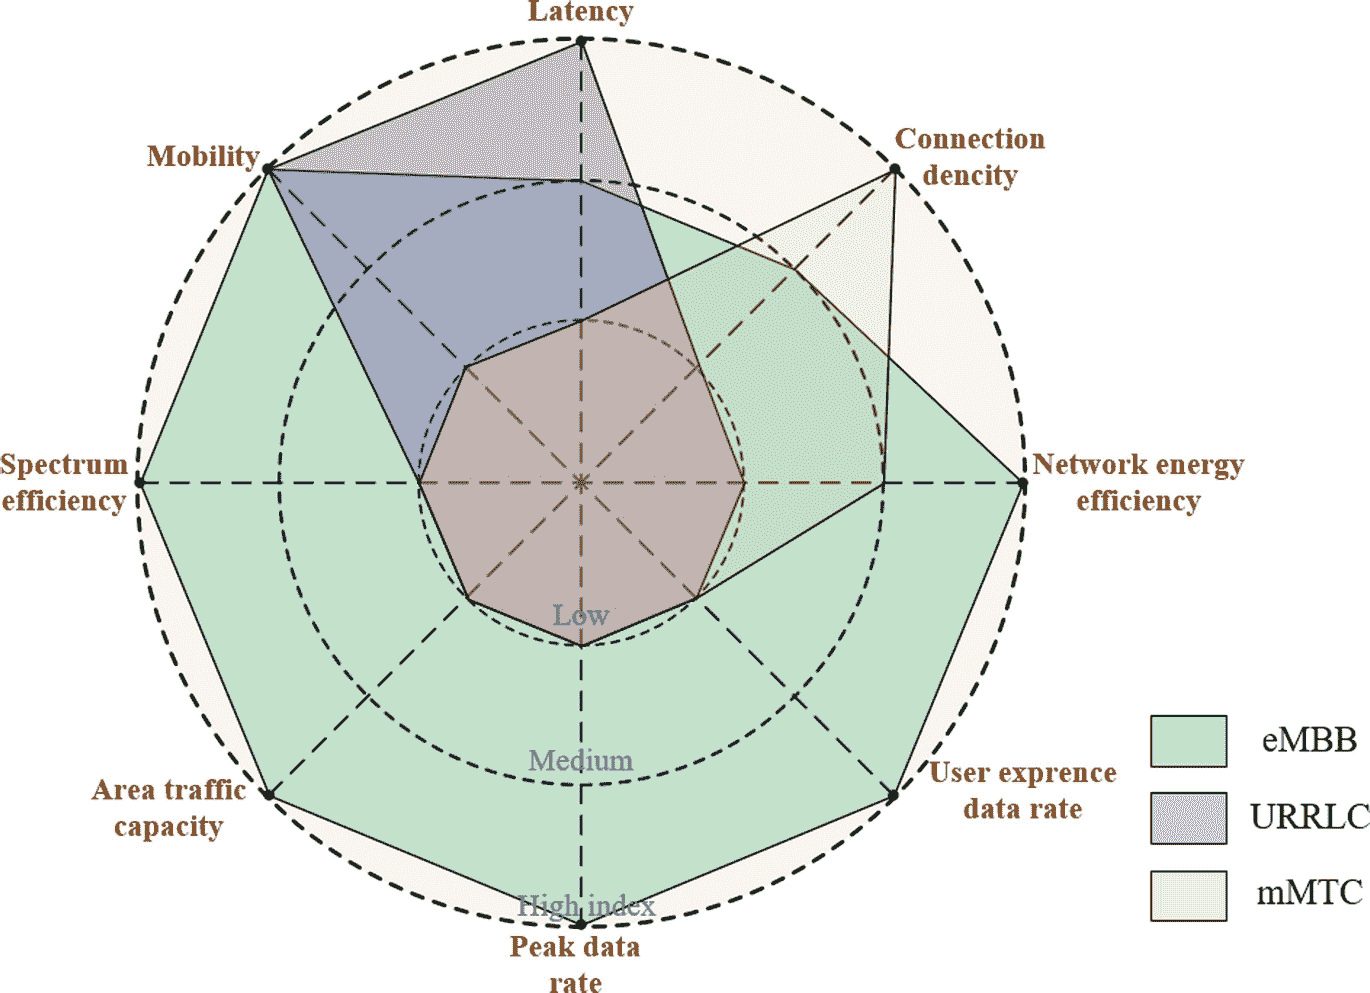 Latency
Mobility
Connection
dencity
Spectrum
efficiency
Network energy
efficiency
Low
Medium
High index
Area traffic
capacity
User exprence
data rate
Peak data
rate
eMBB
URRLC
mMTC